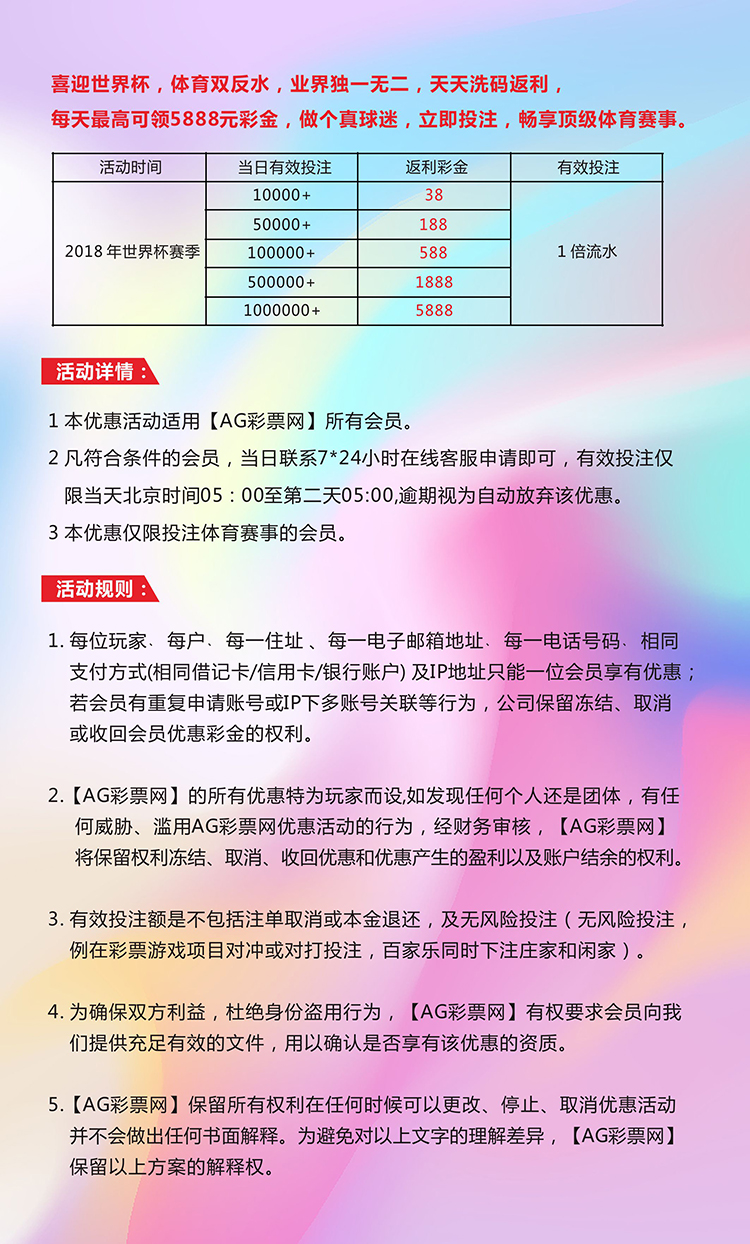 喜迎世界杯，体育双反水，业界独一无二，天天洗码返利，
每天最高可领5888元彩金，做个真球迷，立即投注，畅享顶级体育赛事。
活动时间 当日有效投注 返利彩金 有效投注
10000+ 38
50000+ 188
2018年世界杯赛季 100000+ 588 1倍流水
500000+ 1888
1000000+ 5888
活动详情：
1 本优惠活动适用【AG彩票网】所有会员。
2 凡符合条件的会员，当日联系7*24小时在线客服申请即可，有效投注仅
限当天北京时间05：00至第二天05:00,逾期视为自动放弃该优惠。
3 本优惠仅限投注体育赛事的会员。
活动规则：
1. 每位玩家、每户、每一住址 、每一电子邮箱地址、每一电话号码、相同
支付方式(相同借记卡/信用卡/银行账户) 及IP地址只能一位会员享有优惠；
若会员有重复申请账号或IP下多账号关联等行为，公司保留冻结、取消
或收回会员优惠彩金的权利。
2.【AG彩票网】的所有优惠特为玩家而设,如发现任何个人还是团体，有任
何威胁、滥用AG彩票网优惠活动的行为，经财务审核，【AG彩票网】
将保留权利冻结、取消、收回优惠和优惠产生的盈利以及账户结余的权利。
3. 有效投注额是不包括注单取消或本金退还，及无风险投注（无风险投注，
例在彩票游戏项目对冲或对打投注，百家乐同时下注庄家和闲家）。
4. 为确保双方利益，杜绝身份盗用行为，【AG彩票网】有权要求会员向我
们提供充足有效的文件，用以确认是否享有该优惠的资质。
5.【AG彩票网】保留所有权利在任何时候可以更改、停止、取消优惠活动
并不会做出任何书面解释。为避免对以上文字的理解差异，【AG彩票网】
保留以上方案的解释权。